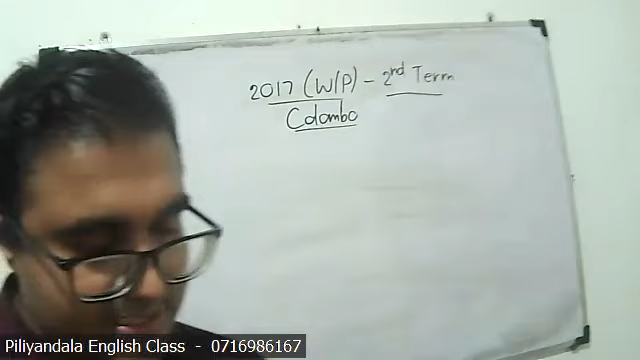 2017 (W/P) - 2nd Term
Colombo
Piliyandala English Class - 0716986167